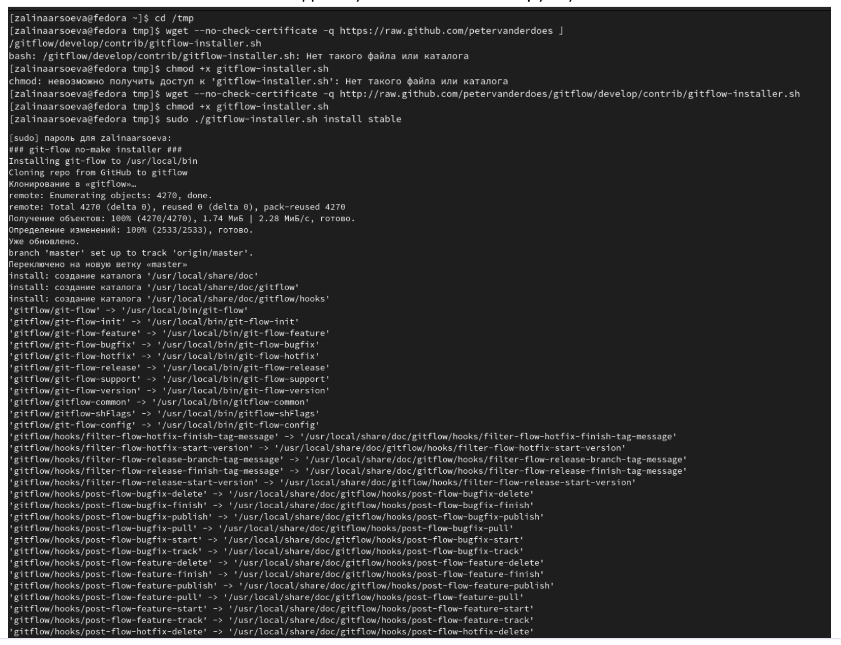 [zalinaarsoeva@fedora ~]$ cd /tmp
[zalinaarsoeva@fedora tmp]$ wget --no-check-certificate -q https://raw.github.com/petervanderdoes ⌋
/gitflow/develop/contrib/gitflow-installer.sh
bash: /gitflow/develop/contrib/gitflow-installer.sh: Нет такого файла или каталога
[zalinaarsoeva@fedora tmp]$ chmod +x gitflow-installer.sh
chmod: невозможно получить доступ к 'gitflow-installer.sh': Нет такого файла или каталога
[zalinaarsoeva@fedora tmp]$ wget --no-check-certificate -q http://raw.github.com/petervanderdoes/gitflow/develop/contrib/gitflow-installer.sh
[zalinaarsoeva@fedora tmp]$ chmod +x gitflow-installer.sh
[zalinaarsoeva@fedora tmp]$ sudo ./gitflow-installer.sh install stable
[sudo] пароль для zalinaarsoeva:
### git-flow no-make installer ###
Installing git-flow to /usr/local/bin
Cloning repo from GitHub to gitflow
Клонирование в «gitflow»…
remote: Enumerating objects: 4270, done.
remote: Total 4270 (delta 0), reused 0 (delta 0), pack-reused 4270
Получение объектов: 100% (4270/4270), 1.74 МиБ | 2.28 МиБ/с, готово.
Определение изменений: 100% (2533/2533), готово.
Уже обновлено.
branch 'master' set up to track 'origin/master'.
Переключено на новую ветку «master»
install: создание каталога '/usr/local/share/doc'
install: создание каталога '/usr/local/share/doc/gitflow'
install: создание каталога '/usr/local/share/doc/gitflow/hooks'
'gitflow/git-flow' -> '/usr/local/bin/git-flow'
'gitflow/git-flow-init' -> '/usr/local/bin/git-flow-init'
'gitflow/git-flow-feature' -> '/usr/local/bin/git-flow-feature'
'gitflow/git-flow-bugfix' -> '/usr/local/bin/git-flow-bugfix'
'gitflow/git-flow-hotfix' -> '/usr/local/bin/git-flow-hotfix'
'gitflow/git-flow-release' -> '/usr/local/bin/git-flow-release'
'gitflow/git-flow-support' -> '/usr/local/bin/git-flow-support'
'gitflow/git-flow-version' -> '/usr/local/bin/git-flow-version'
'gitflow/gitflow-common' -> '/usr/local/bin/gitflow-common'
'gitflow/gitflow-shFlags' -> '/usr/local/bin/gitflow-shFlags'
'gitflow/git-flow-config' -> '/usr/local/bin/git-flow-config'
'gitflow/hooks/filter-flow-hotfix-finish-tag-message' -> '/usr/local/share/doc/gitflow/hooks/filter-flow-hotfix-finish-tag-message'
'gitflow/hooks/filter-flow-hotfix-start-version' -> '/usr/local/share/doc/gitflow/hooks/filter-flow-hotfix-start-version'
'gitflow/hooks/filter-flow-release-branch-tag-message' -> '/usr/local/share/doc/gitflow/hooks/filter-flow-release-branch-tag-message'
'gitflow/hooks/filter-flow-release-finish-tag-message' -> '/usr/local/share/doc/gitflow/hooks/filter-flow-release-finish-tag-message'
'gitflow/hooks/filter-flow-release-start-version' -> '/usr/local/share/doc/gitflow/hooks/filter-flow-release-start-version'
'gitflow/hooks/post-flow-bugfix-delete' -> '/usr/local/share/doc/gitflow/hooks/post-flow-bugfix-delete'
'gitflow/hooks/post-flow-bugfix-finish' -> '/usr/local/share/doc/gitflow/hooks/post-flow-bugfix-finish'
'gitflow/hooks/post-flow-bugfix-publish' -> '/usr/local/share/doc/gitflow/hooks/post-flow-bugfix-publish'
'gitflow/hooks/post-flow-bugfix-pull' -> '/usr/local/share/doc/gitflow/hooks/post-flow-bugfix-pull'
'gitflow/hooks/post-flow-bugfix-start' -> '/usr/local/share/doc/gitflow/hooks/post-flow-bugfix-start'
'gitflow/hooks/post-flow-bugfix-track' -> '/usr/local/share/doc/gitflow/hooks/post-flow-bugfix-track'
'gitflow/hooks/post-flow-feature-delete' -> '/usr/local/share/doc/gitflow/hooks/post-flow-feature-delete'
'gitflow/hooks/post-flow-feature-finish' -> '/usr/local/share/doc/gitflow/hooks/post-flow-feature-finish'
'gitflow/hooks/post-flow-feature-publish' -> '/usr/local/share/doc/gitflow/hooks/post-flow-feature-publish'
'gitflow/hooks/post-flow-feature-pull' -> '/usr/local/share/doc/gitflow/hooks/post-flow-feature-pull'
'gitflow/hooks/post-flow-feature-start' -> '/usr/local/share/doc/gitflow/hooks/post-flow-feature-start'
'gitflow/hooks/post-flow-feature-track' -> '/usr/local/share/doc/gitflow/hooks/post-flow-feature-track'
'gitflow/hooks/post-flow-hotfix-delete' -> '/usr/local/share/doc/gitflow/hooks/post-flow-hotfix-delete'